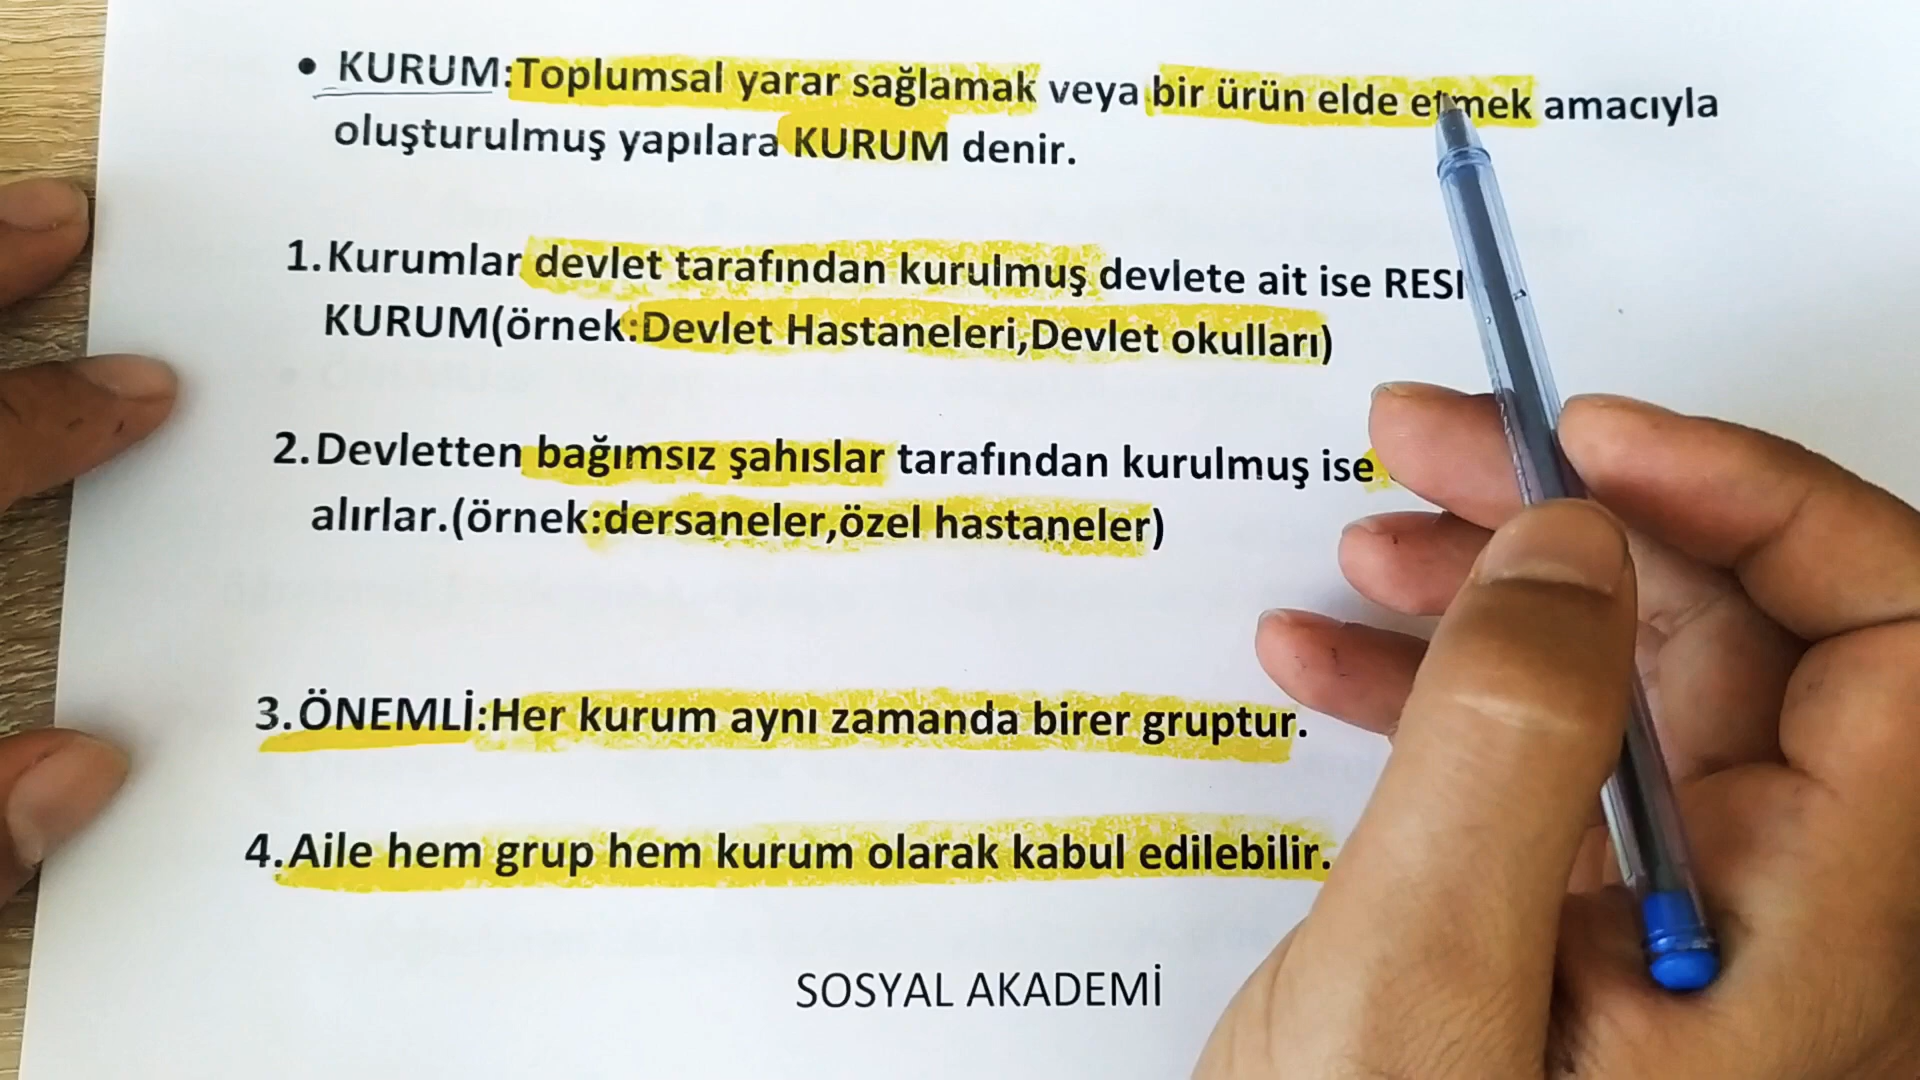 • KURUM:Toplumsal yarar sağlamak veya bir ürün elde etmek amacıyla
oluşturulmuş yapılara KURUM denir.
1.Kurumlar devlet tarafından kurulmuş devlete ait ise
KURUM(örnek:Devlet Hastaneleri,Devlet okulları)
2.Devletten bağımsız şahıslar tarafından kurulmuş ise
alırlar.(örnek:dersaneler,özel hastaneler)
3.ÖNEMLİ:Her kurum aynı zamanda birer gruptur.
4.Aile hem grup hem kurum olarak kabul edilebilir.
SOSYAL AKADEMİ